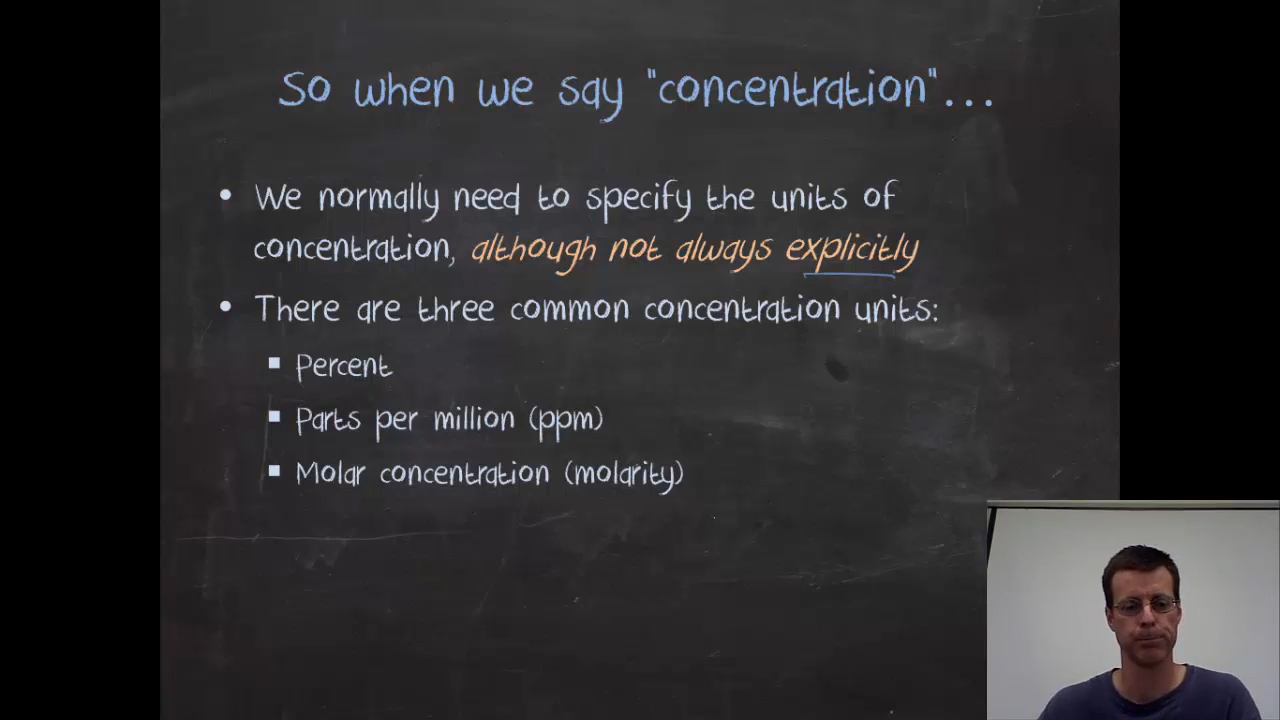 So when we say "concentration"...
• We normally need to specify the units of
concentration, although not always explicitly
• There are three common concentration units:
▪ Percent
▪ Parts per million (ppm)
▪ Molar concentration (molarity)